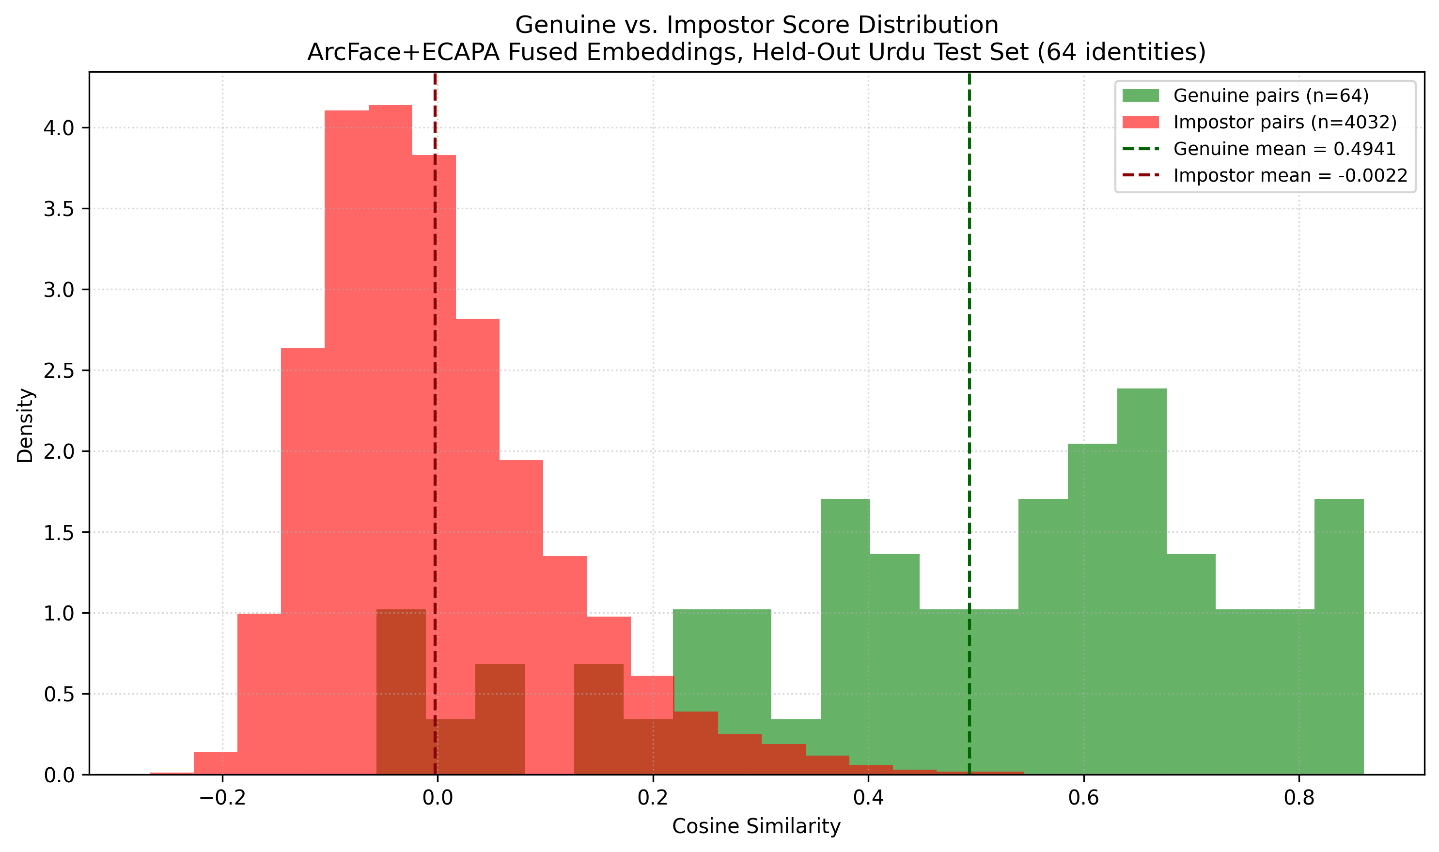 Genuine vs. Impostor Score Distribution
ArcFace+ECAPA Fused Embeddings, Held-Out Urdu Test Set (64 identities)
Genuine pairs (n=64)
Impostor pairs (n=4032)
Genuine mean = 0.4941
Impostor mean = -0.0022
Density
4.0
3.5
3.0
2.5
2.0
1.5
1.0
0.5
0.0
−0.2 0.0 0.2 0.4 0.6 0.8
Cosine Similarity